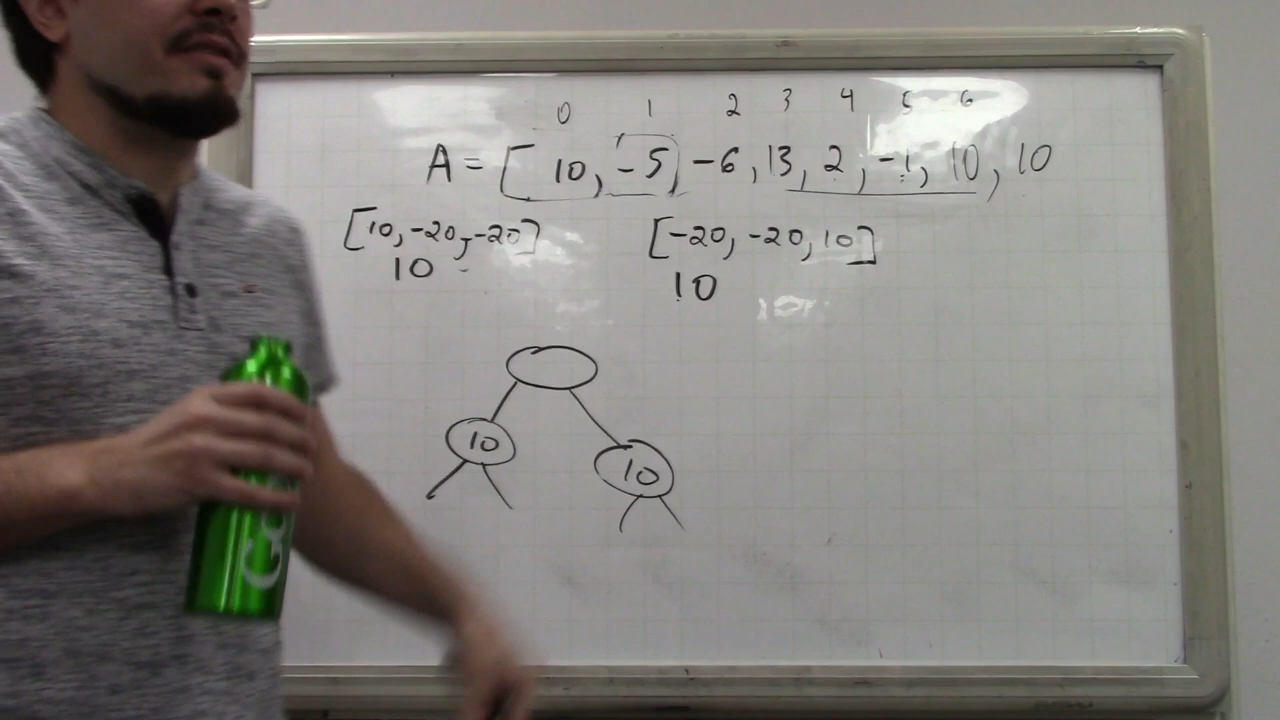 0 1 2 3 4 5 6
A = [ 10, -5, -6, 13, 2, -1, 10, 10
[10, -20, -20] [-20, -20, 10]
10 10
10 10